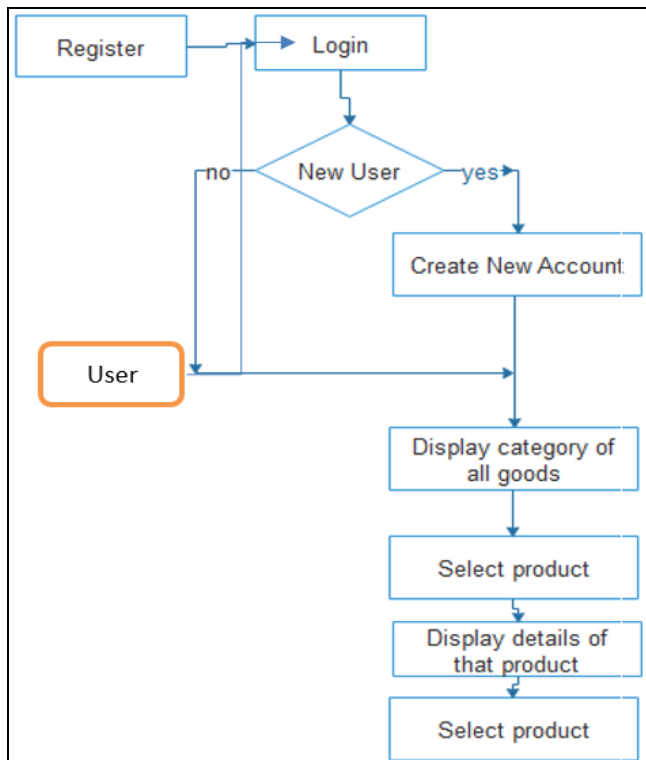 Register
Login
New User
no
yes
Create New Account
User
Display category of
all goods
Select product
Display details of
that product
Select product